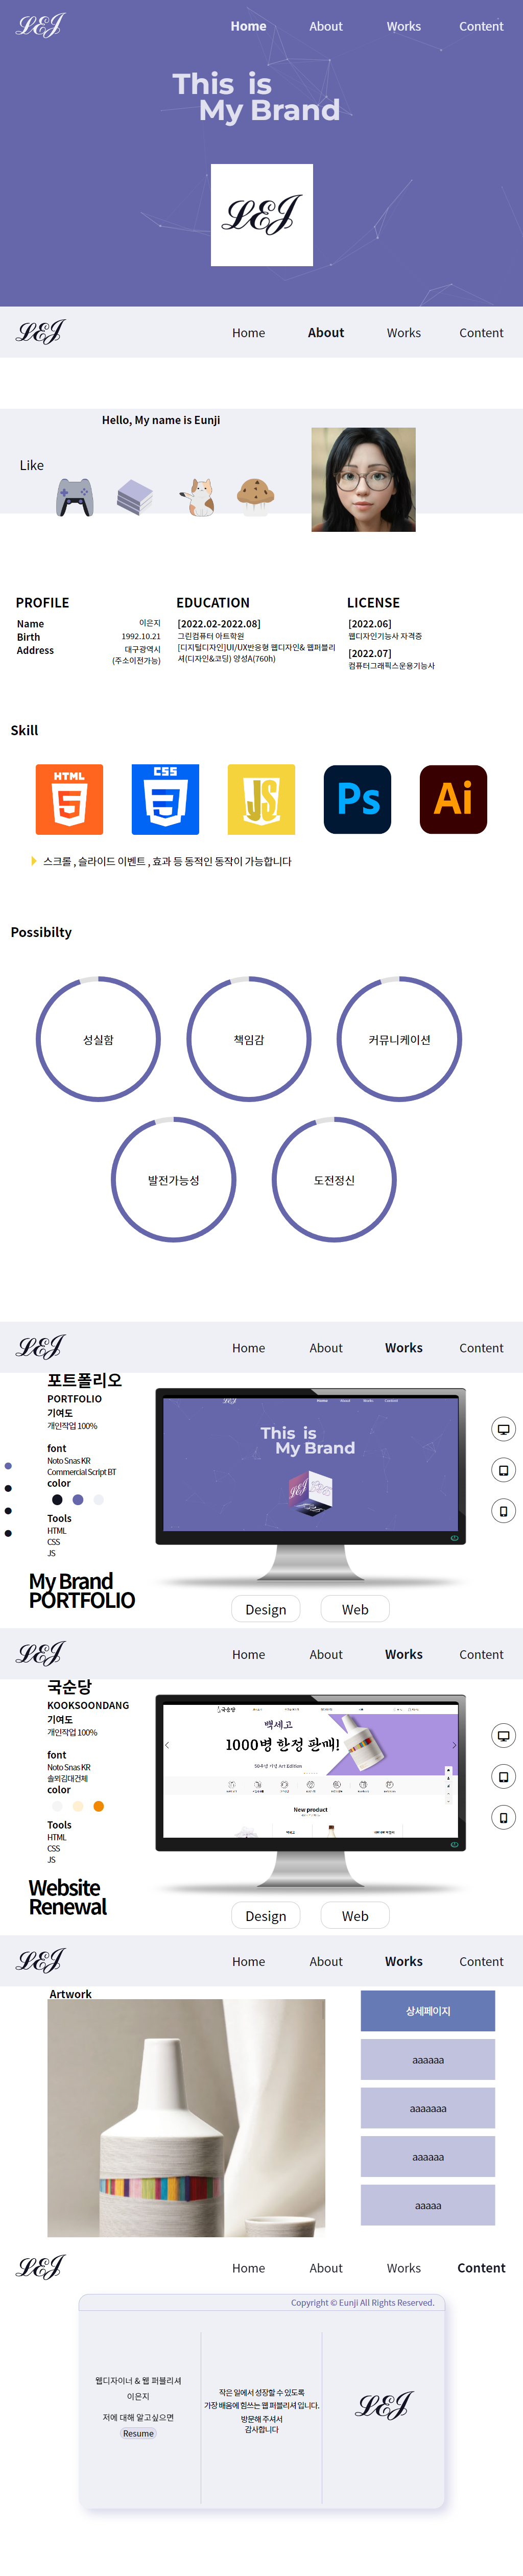 LEJ
Home About Works Content
This is
My Brand
LEJ
LEJ
Home About Works Content
Hello, My name is Eunji
Like
PROFILE
Name 이은지
Birth 1992.10.21
Address 대구광역시
(주소이전가능)
EDUCATION
[2022.02-2022.08]
그린컴퓨터 아트학원
[디지털디자인]UI/UX반응형 웹디자인& 웹퍼블리
셔(디자인&코딩) 양성A(760h)
LICENSE
[2022.06]
웹디자인기능사 자격증
[2022.07]
컴퓨터그래픽스운용기능사
Skill
HTML
5
CSS
3
JS
Ps
Ai
스크롤 , 슬라이드 이벤트 , 효과 등 동적인 동작이 가능합니다
Possibilty
성실함
책임감
커뮤니케이션
발전가능성
도전정신
LEJ
Home About Works Content
포트폴리오
PORTFOLIO
기여도
개인작업 100%
font
Noto Snas KR
Commercial Script BT
color
Tools
HTML
CSS
JS
My Brand
PORTFOLIO
LEJ
Home About Works Content
This is
My Brand
Design
Web
LEJ
Home About Works Content
국순당
KOOKSOONDANG
기여도
개인작업 100%
font
Noto Snas KR
솔외김대건체
color
Tools
HTML
CSS
JS
Website
Renewal
국순당
백세고
1000병 한정 판매!
504주년 기념 Art Edition
New product
Design
Web
LEJ
Home About Works Content
Artwork
상세페이지
aaaaaa
aaaaaaa
aaaaaa
aaaaa
LEJ
Home About Works Content
Copyright © Eunji All Rights Reserved.
웹디자이너 & 웹 퍼블리셔
이은지
저에 대해 알고싶으면
Resume
작은 일에서 성장할 수 있도록
가장 배움에 힘쓰는 웹 퍼블리셔 입니다.
방문해 주셔서
감사합니다
LEJ